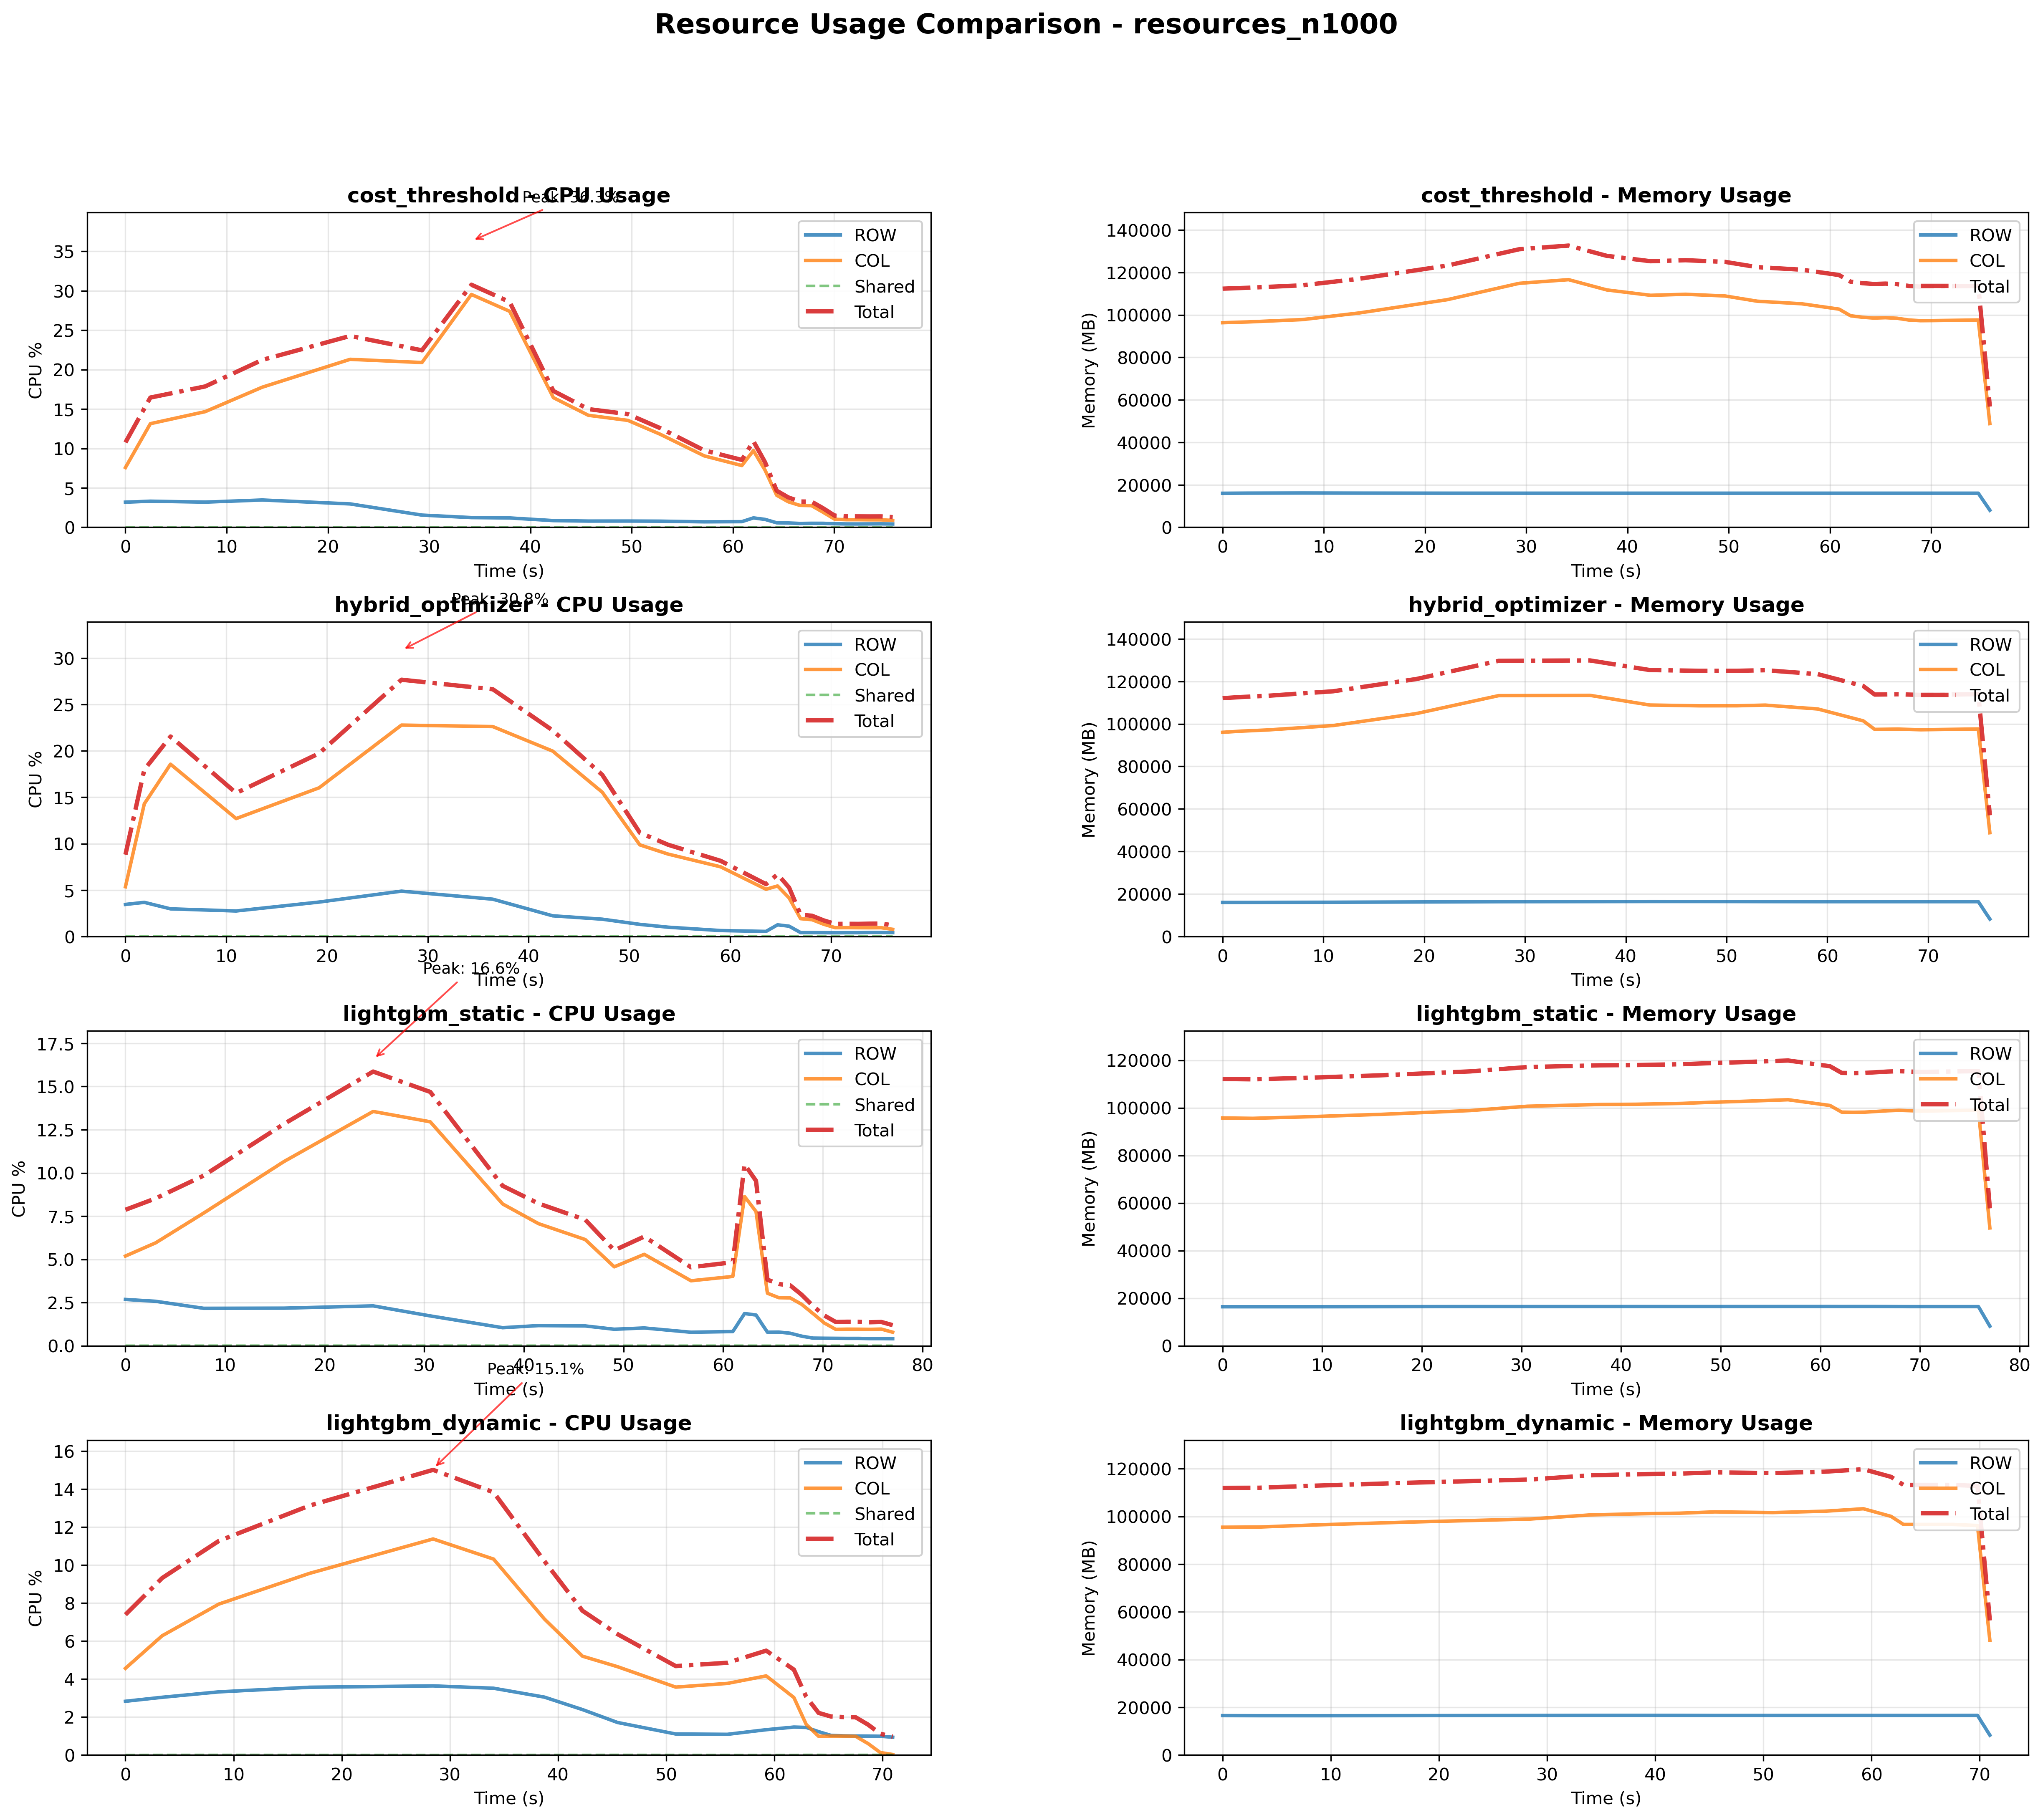 Resource Usage Comparison - resources_n1000
cost_threshold - CPU Usage
Peak: 36.3%
CPU %
35
30
25
20
15
10
5
0
0 10 20 30 40 50 60 70
Time (s)
ROW
COL
Shared
Total
cost_threshold - Memory Usage
Memory (MB)
140000
120000
100000
80000
60000
40000
20000
0
0 10 20 30 40 50 60 70
Time (s)
ROW
COL
Total
hybrid_optimizer - CPU Usage
Peak: 30.8%
CPU %
30
25
20
15
10
5
0
0 10 20 30 40 50 60 70
Time (s)
ROW
COL
Shared
Total
hybrid_optimizer - Memory Usage
Memory (MB)
140000
120000
100000
80000
60000
40000
20000
0
0 10 20 30 40 50 60 70
Time (s)
ROW
COL
Total
lightgbm_static - CPU Usage
Peak: 16.6%
CPU %
17.5
15.0
12.5
10.0
7.5
5.0
2.5
0.0
0 10 20 30 40 50 60 70 80
Time (s)
ROW
COL
Shared
Total
lightgbm_static - Memory Usage
Memory (MB)
120000
100000
80000
60000
40000
20000
0
0 10 20 30 40 50 60 70 80
Time (s)
ROW
COL
Total
lightgbm_dynamic - CPU Usage
Peak: 15.1%
CPU %
16
14
12
10
8
6
4
2
0
0 10 20 30 40 50 60 70
Time (s)
ROW
COL
Shared
Total
lightgbm_dynamic - Memory Usage
Memory (MB)
120000
100000
80000
60000
40000
20000
0
0 10 20 30 40 50 60 70
Time (s)
ROW
COL
Total